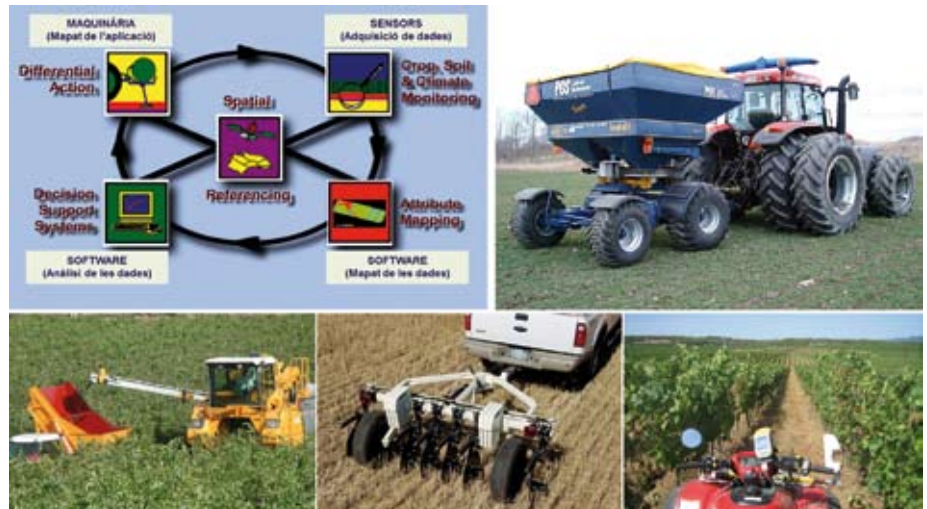 MAQUINÀRIA
(Mapat de l'aplicació)
SENSORS
(Adquisició de dades)
Differential
Action
Crop, Soil
& Climate
Monitoring
Spatial
Referencing
Decision
Support
Systems
Attribute
Mapping
SOFTWARE
(Anàlisi de les dades)
SOFTWARE
(Mapat de les dades)